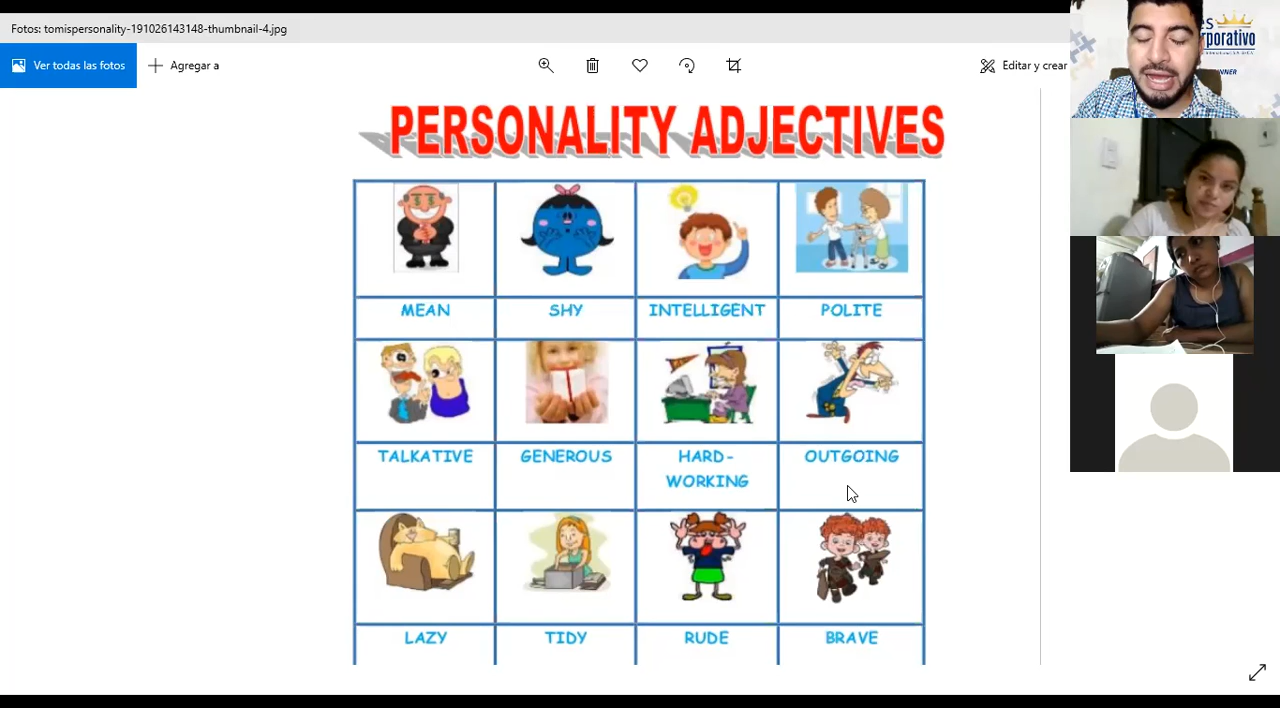 Fotos: tomispersonality-191026143148-thumbnail-4.jpg
Ver todas las fotos
Agregar a
Editar y crear
PERSONALITY ADJECTIVES
MEAN
SHY
INTELLIGENT
POLITE
TALKATIVE
GENEROUS
HARD-
WORKING
OUTGOING
LAZY
TIDY
RUDE
BRAVE